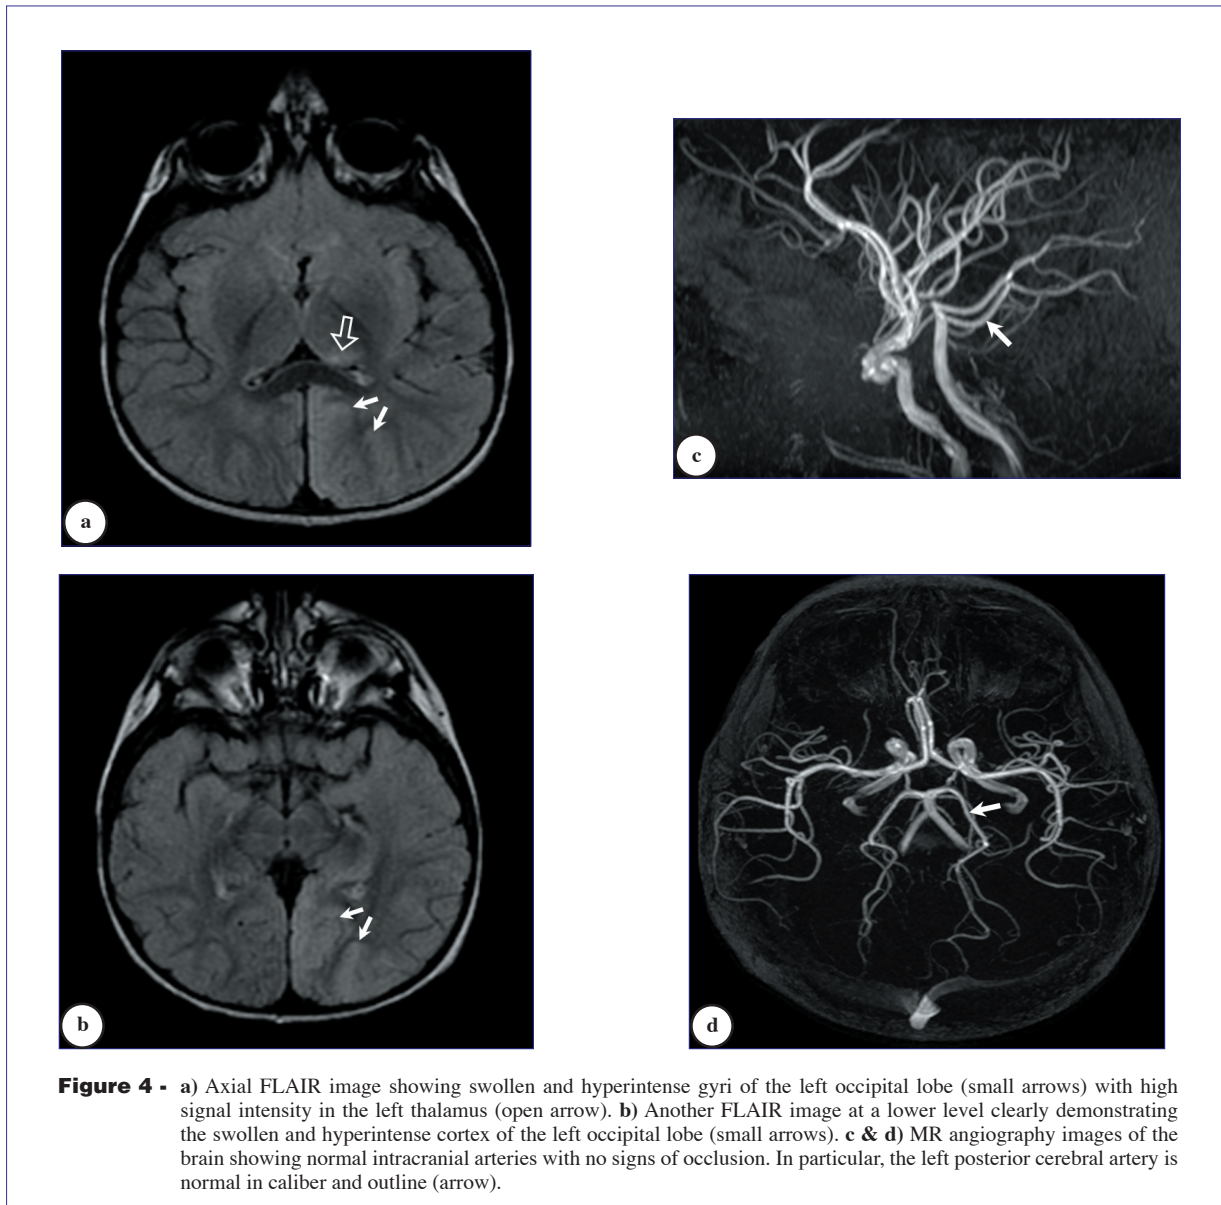 a
c
b
d
Figure 4 - a) Axial FLAIR image showing swollen and hyperintense gyri of the left occipital lobe (small arrows) with high
signal intensity in the left thalamus (open arrow). b) Another FLAIR image at a lower level clearly demonstrating
the swollen and hyperintense cortex of the left occipital lobe (small arrows). c & d) MR angiography images of the
brain showing normal intracranial arteries with no signs of occlusion. In particular, the left posterior cerebral artery is
normal in caliber and outline (arrow).